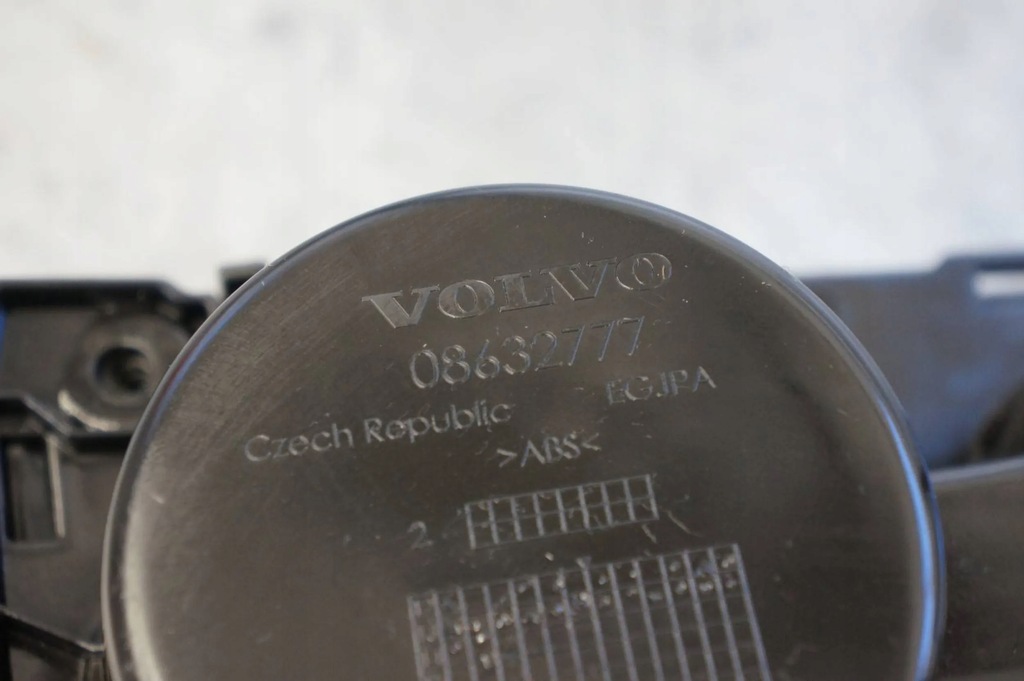 VOLVO
08632777
Czech Republic EGJPA
>ABS<
2.